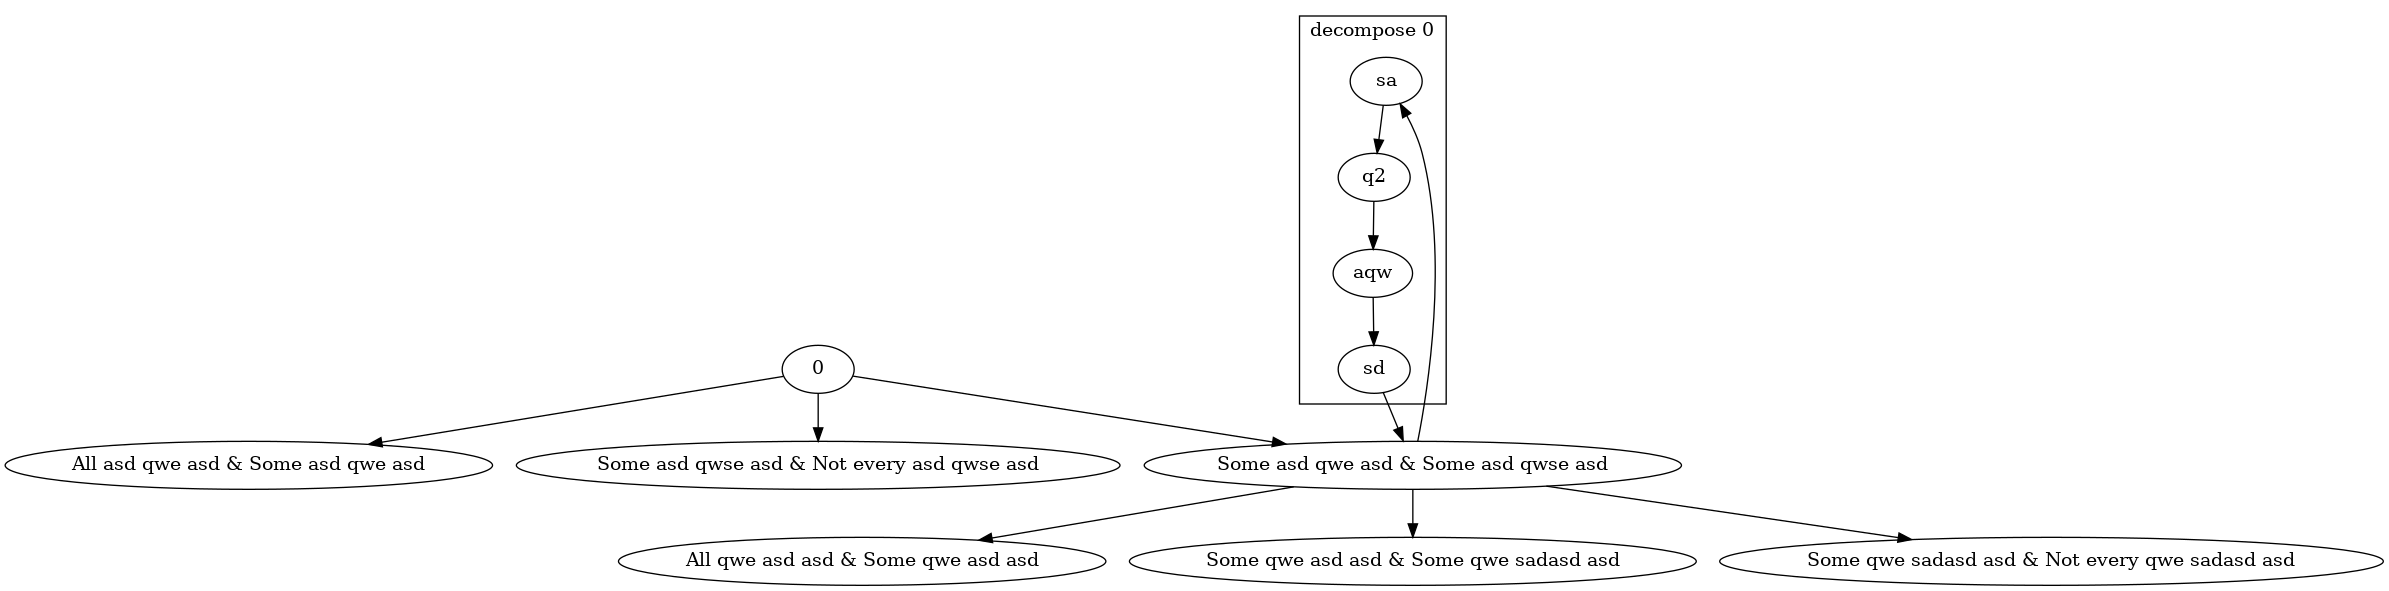 decompose 0
sa
q2
aqw
0
sd
All asd qwe asd & Some asd qwe asd
Some asd qwse asd & Not every asd qwse asd
Some asd qwe asd & Some asd qwse asd
All qwe asd asd & Some qwe asd asd
Some qwe asd asd & Some qwe sadasd asd
Some qwe sadasd asd & Not every qwe sadasd asd